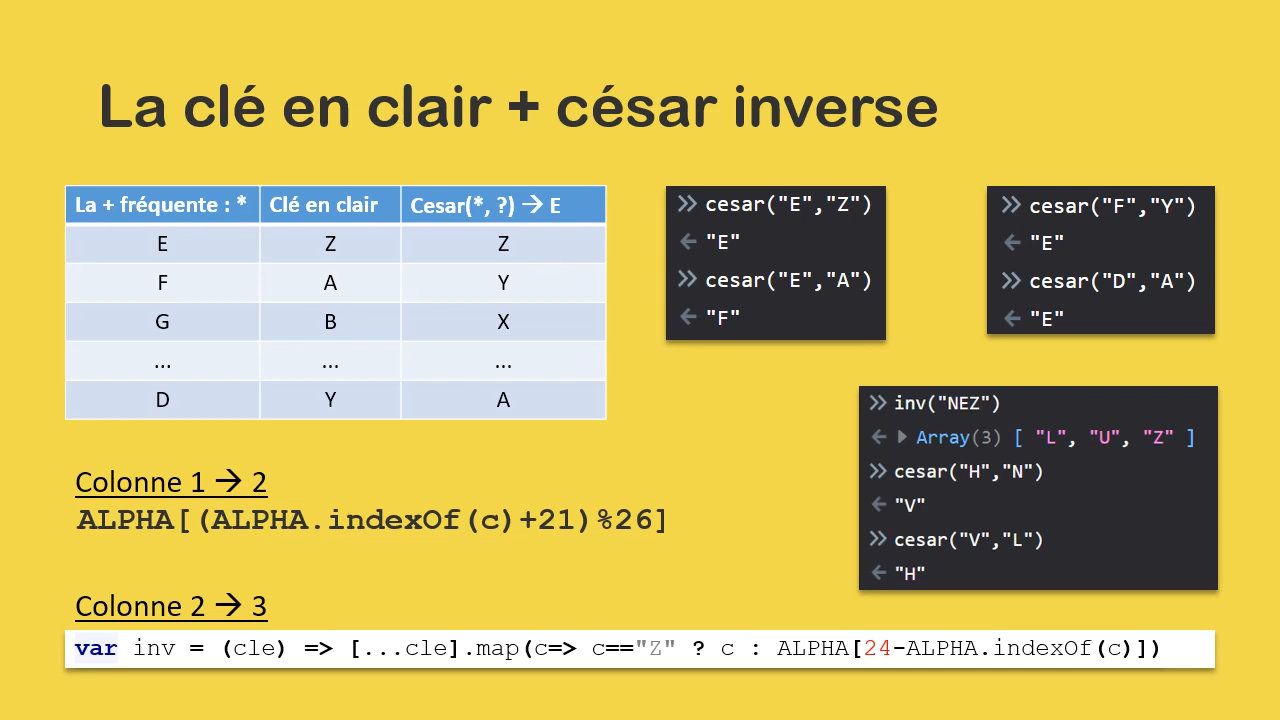 La clé en clair + césar inverse
La + fréquente : * Clé en clair Cesar(*, ?) → E
E Z Z
F A Y
G B X
... ... ...
D Y A
>> cesar("E","Z")
← "E"
>> cesar("E","A")
← "F"
>> cesar("F","Y")
← "E"
>> cesar("D","A")
← "E"
>> inv("NEZ")
← ▶ Array(3) [ "L", "U", "Z" ]
>> cesar("H","N")
← "V"
>> cesar("V","L")
← "H"
Colonne 1 → 2
ALPHA[(ALPHA.indexOf(c)+21)%26]
Colonne 2 → 3
var inv = (cle) => [...cle].map(c=> c=="Z" ? c : ALPHA[24-ALPHA.indexOf(c)])